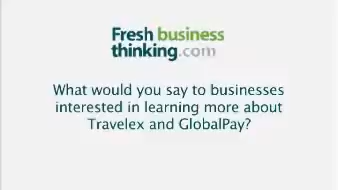 Fresh business
thinking.com
What would you say to businesses
interested in learning more about
Travelex and GlobalPay?